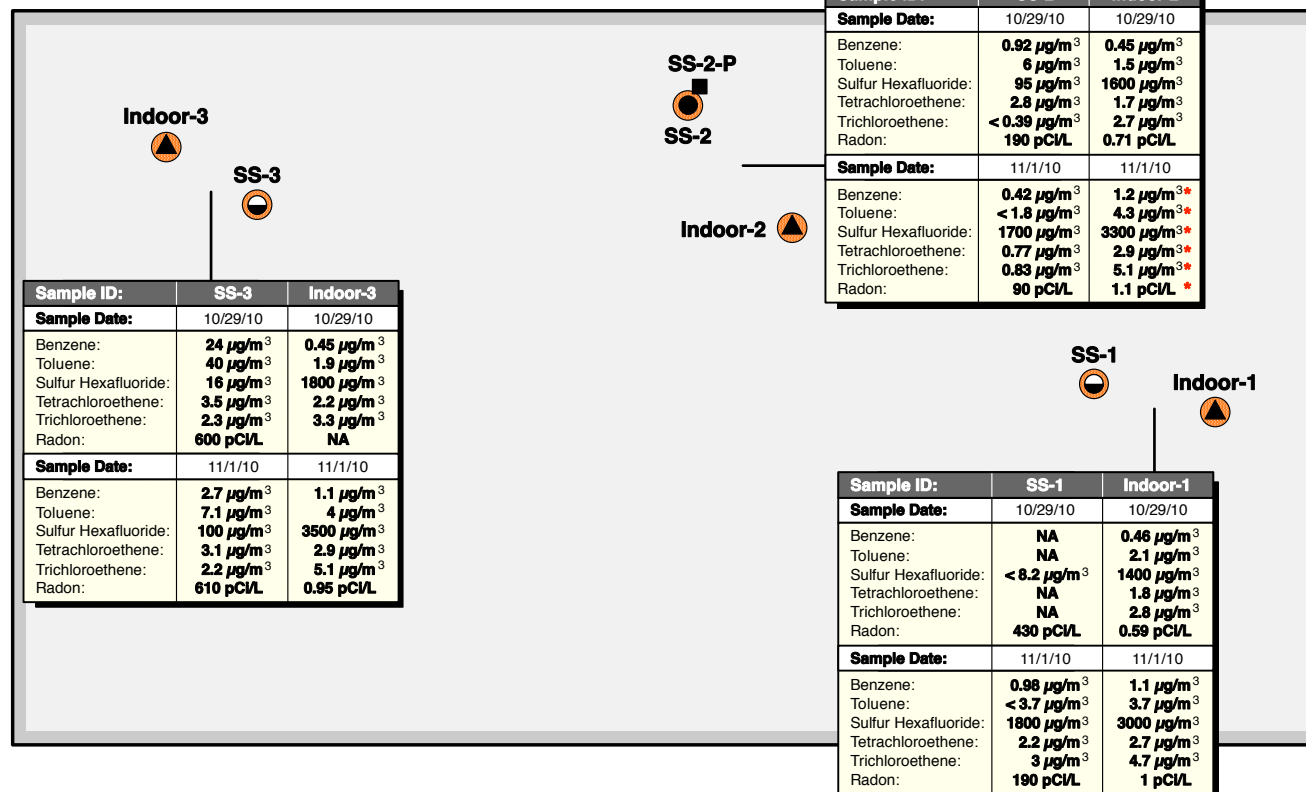 Sample ID: SS-2 Indoor-2
Sample Date: 10/29/10 10/29/10
Benzene: 0.92 µg/m³ 0.45 µg/m³
Toluene: 6 µg/m³ 1.5 µg/m³
Sulfur Hexafluoride: 95 µg/m³ 1600 µg/m³
Tetrachloroethene: 2.8 µg/m³ 1.7 µg/m³
Trichloroethene: < 0.39 µg/m³ 2.7 µg/m³
Radon: 190 pCi/L 0.71 pCi/L
Sample Date: 11/1/10 11/1/10
Benzene: 0.42 µg/m³ 1.2 µg/m³*
Toluene: < 1.8 µg/m³ 4.3 µg/m³*
Sulfur Hexafluoride: 1700 µg/m³ 3300 µg/m³*
Tetrachloroethene: 0.77 µg/m³ 2.9 µg/m³*
Trichloroethene: 0.83 µg/m³ 5.1 µg/m³*
Radon: 90 pCi/L 1.1 pCi/L *
SS-2-P
SS-2
Indoor-2
Indoor-3
SS-3
Sample ID: SS-3 Indoor-3
Sample Date: 10/29/10 10/29/10
Benzene: 24 µg/m³ 0.45 µg/m³
Toluene: 40 µg/m³ 1.9 µg/m³
Sulfur Hexafluoride: 16 µg/m³ 1800 µg/m³
Tetrachloroethene: 3.5 µg/m³ 2.2 µg/m³
Trichloroethene: 2.3 µg/m³ 3.3 µg/m³
Radon: 600 pCi/L NA
Sample Date: 11/1/10 11/1/10
Benzene: 2.7 µg/m³ 1.1 µg/m³
Toluene: 7.1 µg/m³ 4 µg/m³
Sulfur Hexafluoride: 100 µg/m³ 3500 µg/m³
Tetrachloroethene: 3.1 µg/m³ 2.9 µg/m³
Trichloroethene: 2.2 µg/m³ 5.1 µg/m³
Radon: 610 pCi/L 0.95 pCi/L
SS-1
Indoor-1
Sample ID: SS-1 Indoor-1
Sample Date: 10/29/10 10/29/10
Benzene: NA 0.46 µg/m³
Toluene: NA 2.1 µg/m³
Sulfur Hexafluoride: < 8.2 µg/m³ 1400 µg/m³
Tetrachloroethene: NA 1.8 µg/m³
Trichloroethene: NA 2.8 µg/m³
Radon: 430 pCi/L 0.59 pCi/L
Sample Date: 11/1/10 11/1/10
Benzene: 0.98 µg/m³ 1.1 µg/m³
Toluene: < 3.7 µg/m³ 3.7 µg/m³
Sulfur Hexafluoride: 1800 µg/m³ 3000 µg/m³
Tetrachloroethene: 2.2 µg/m³ 2.7 µg/m³
Trichloroethene: 3 µg/m³ 4.7 µg/m³
Radon: 190 pCi/L 1 pCi/L